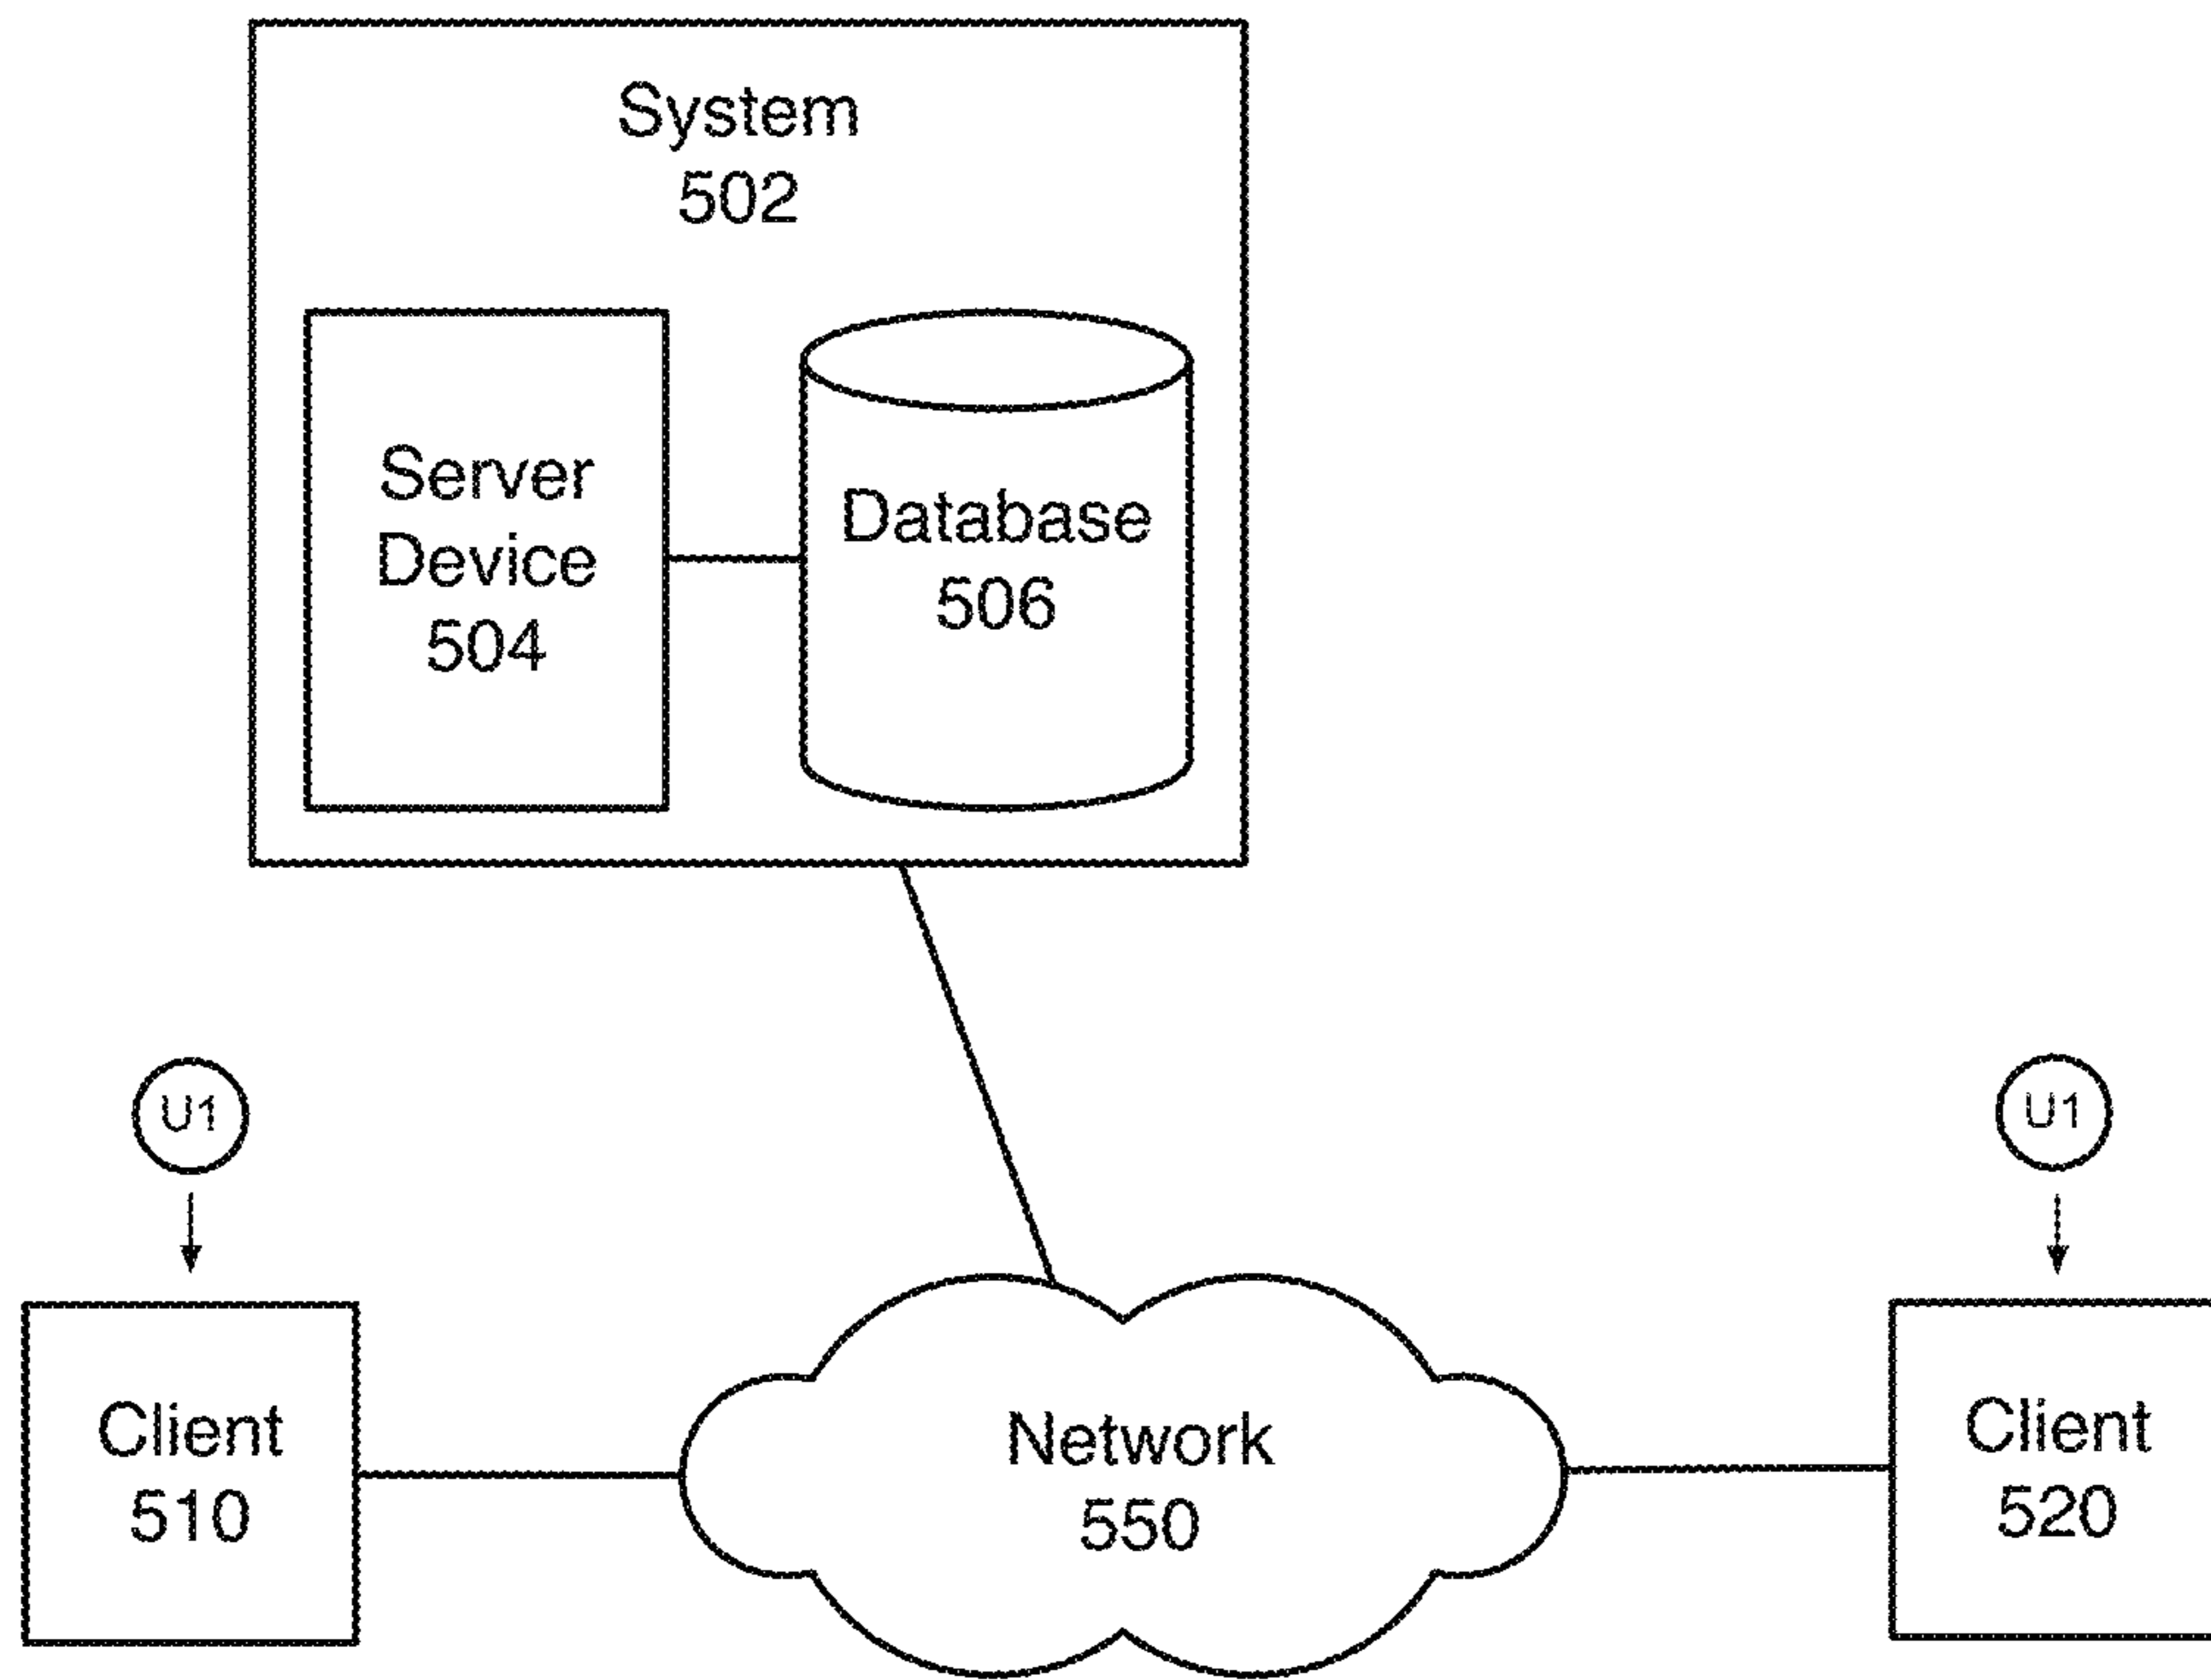 System
502
Server
Device
504
Database
506
U1
U1
Client
510
Network
550
Client
520